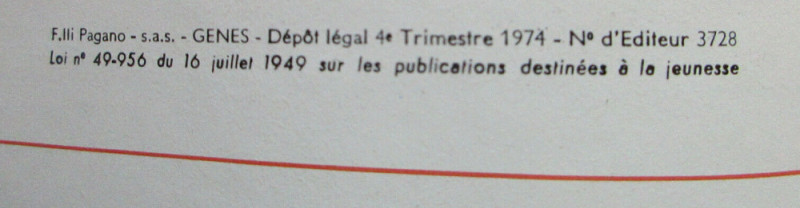 F.lli Pagano - s.a.s. - GENES - Dépôt légal 4e Trimestre 1974 - No d'Editeur 3728
Loi n° 49-956 du 16 juillet 1949 sur les publications destinées à la jeunesse